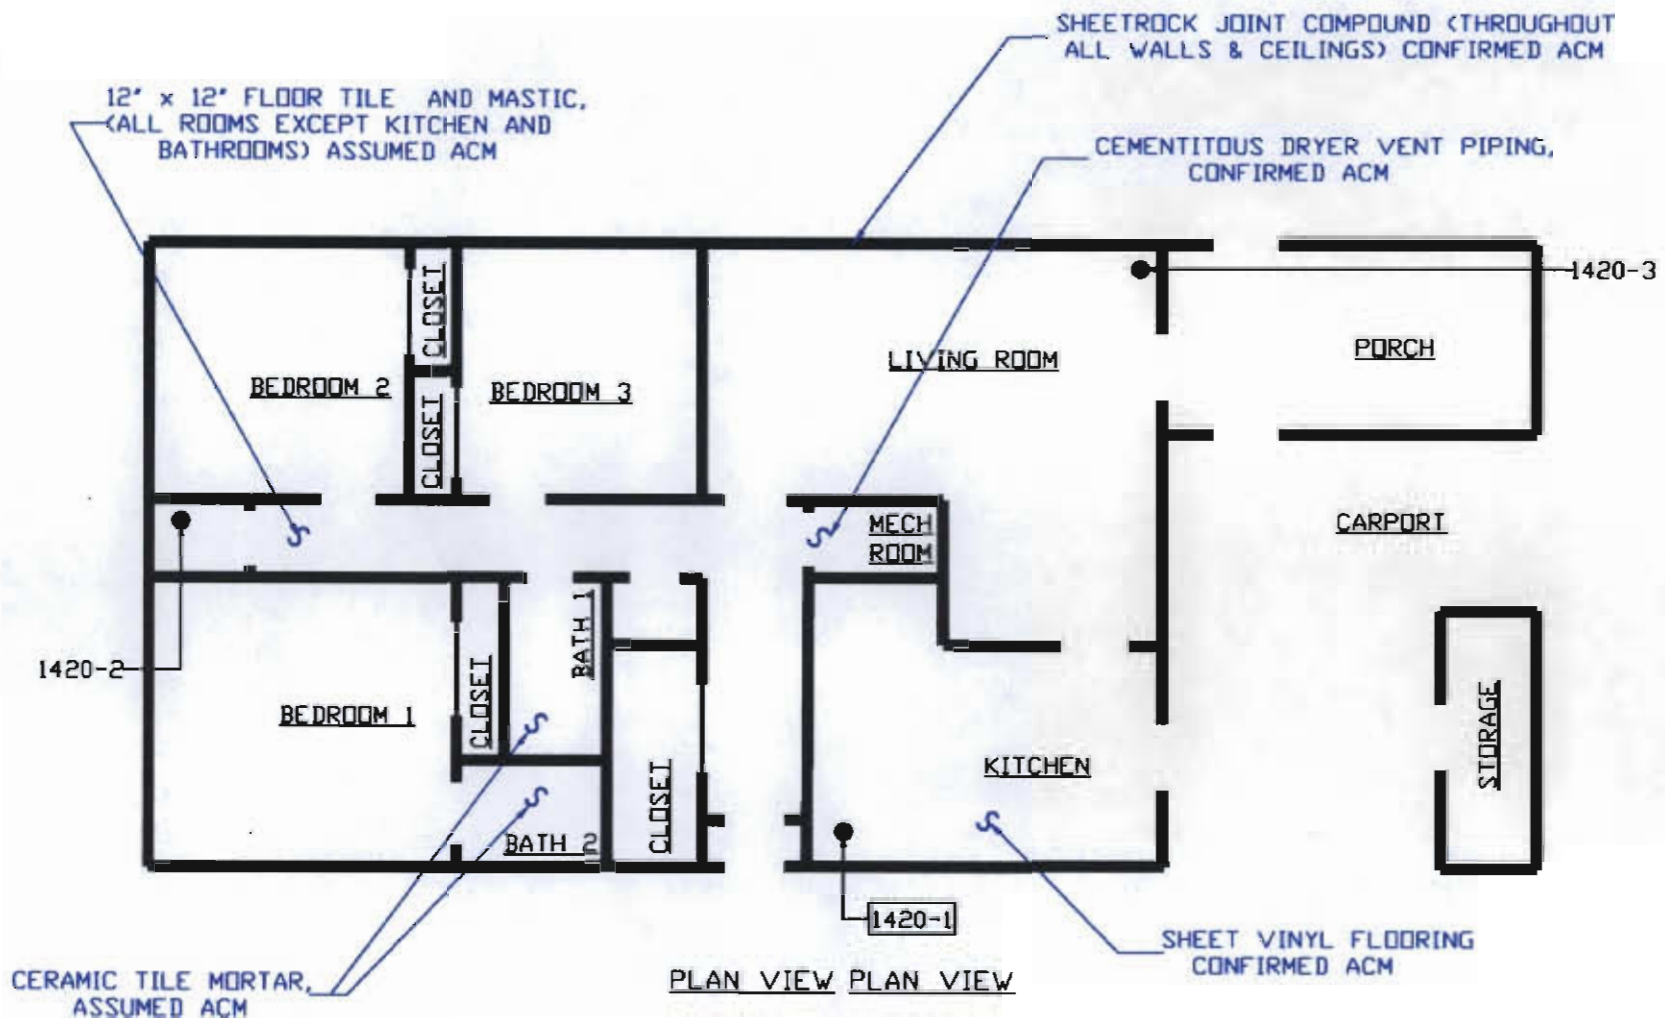 SHEETROCK JOINT COMPOUND (THROUGHOUT
ALL WALLS & CEILINGS) CONFIRMED ACM
12" x 12" FLOOR TILE AND MASTIC,
(ALL ROOMS EXCEPT KITCHEN AND
BATHROOMS) ASSUMED ACM
CEMENTITOUS DRYER VENT PIPING,
CONFIRMED ACM
1420-3
CLOSET
LIVING ROOM
PORCH
BEDROOM 2
BEDROOM 3
CLOSET
MECH
ROOM
CARPORT
BATH 1
1420-2
CLOSET
BEDROOM 1
STORAGE
KITCHEN
CLOSET
BATH 2
1420-1
SHEET VINYL FLOORING
CONFIRMED ACM
CERAMIC TILE MORTAR,
ASSUMED ACM
PLAN VIEW PLAN VIEW